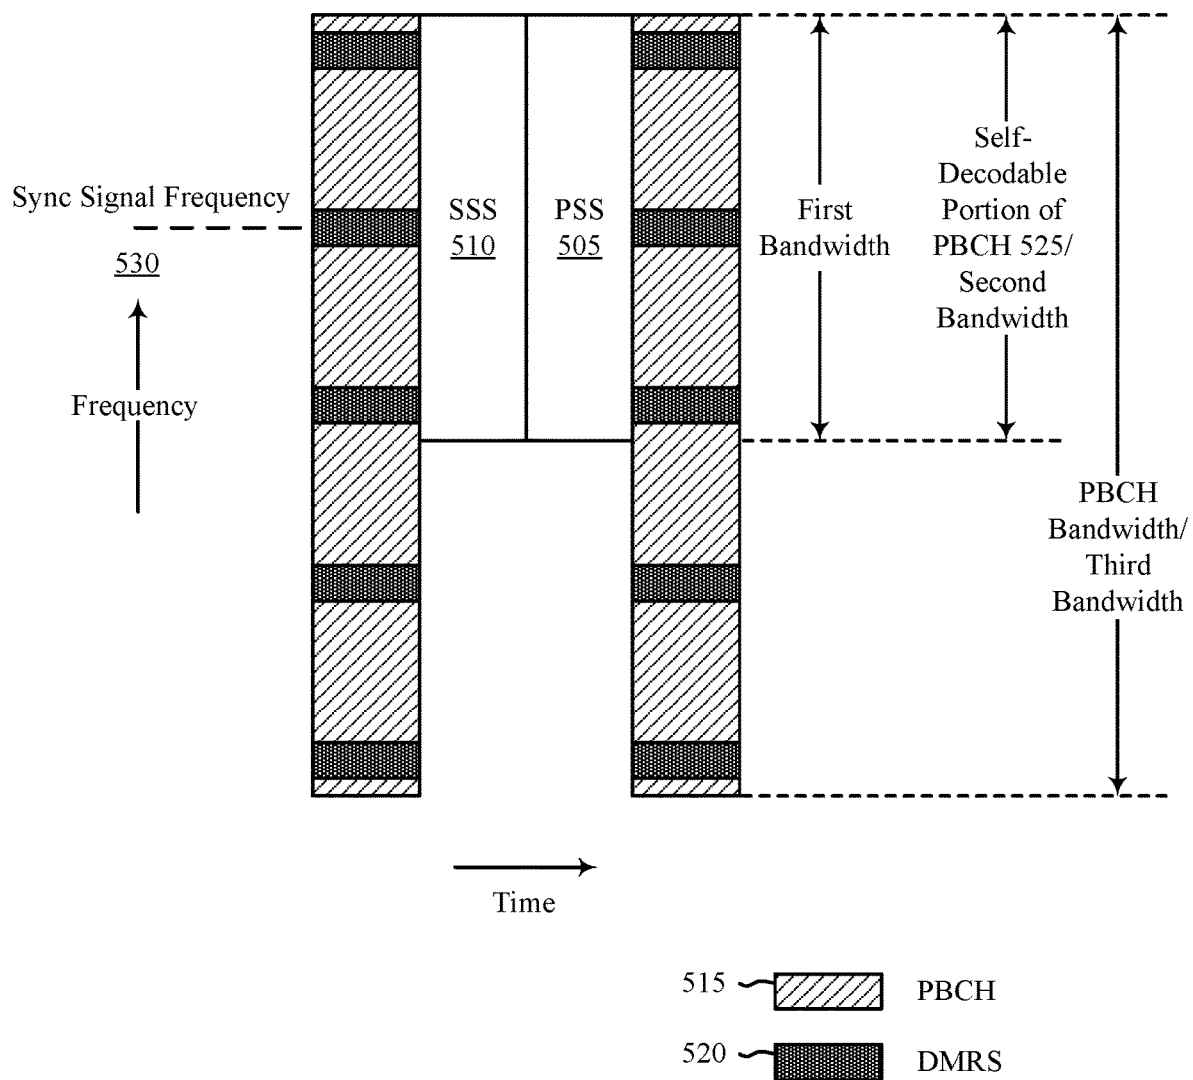 Sync Signal Frequency
530
Frequency
SSS
510
PSS
505
First
Bandwidth
Self-
Decodable
Portion of
PBCH 525/
Second
Bandwidth
PBCH
Bandwidth/
Third
Bandwidth
Time
515 PBCH
520 DMRS